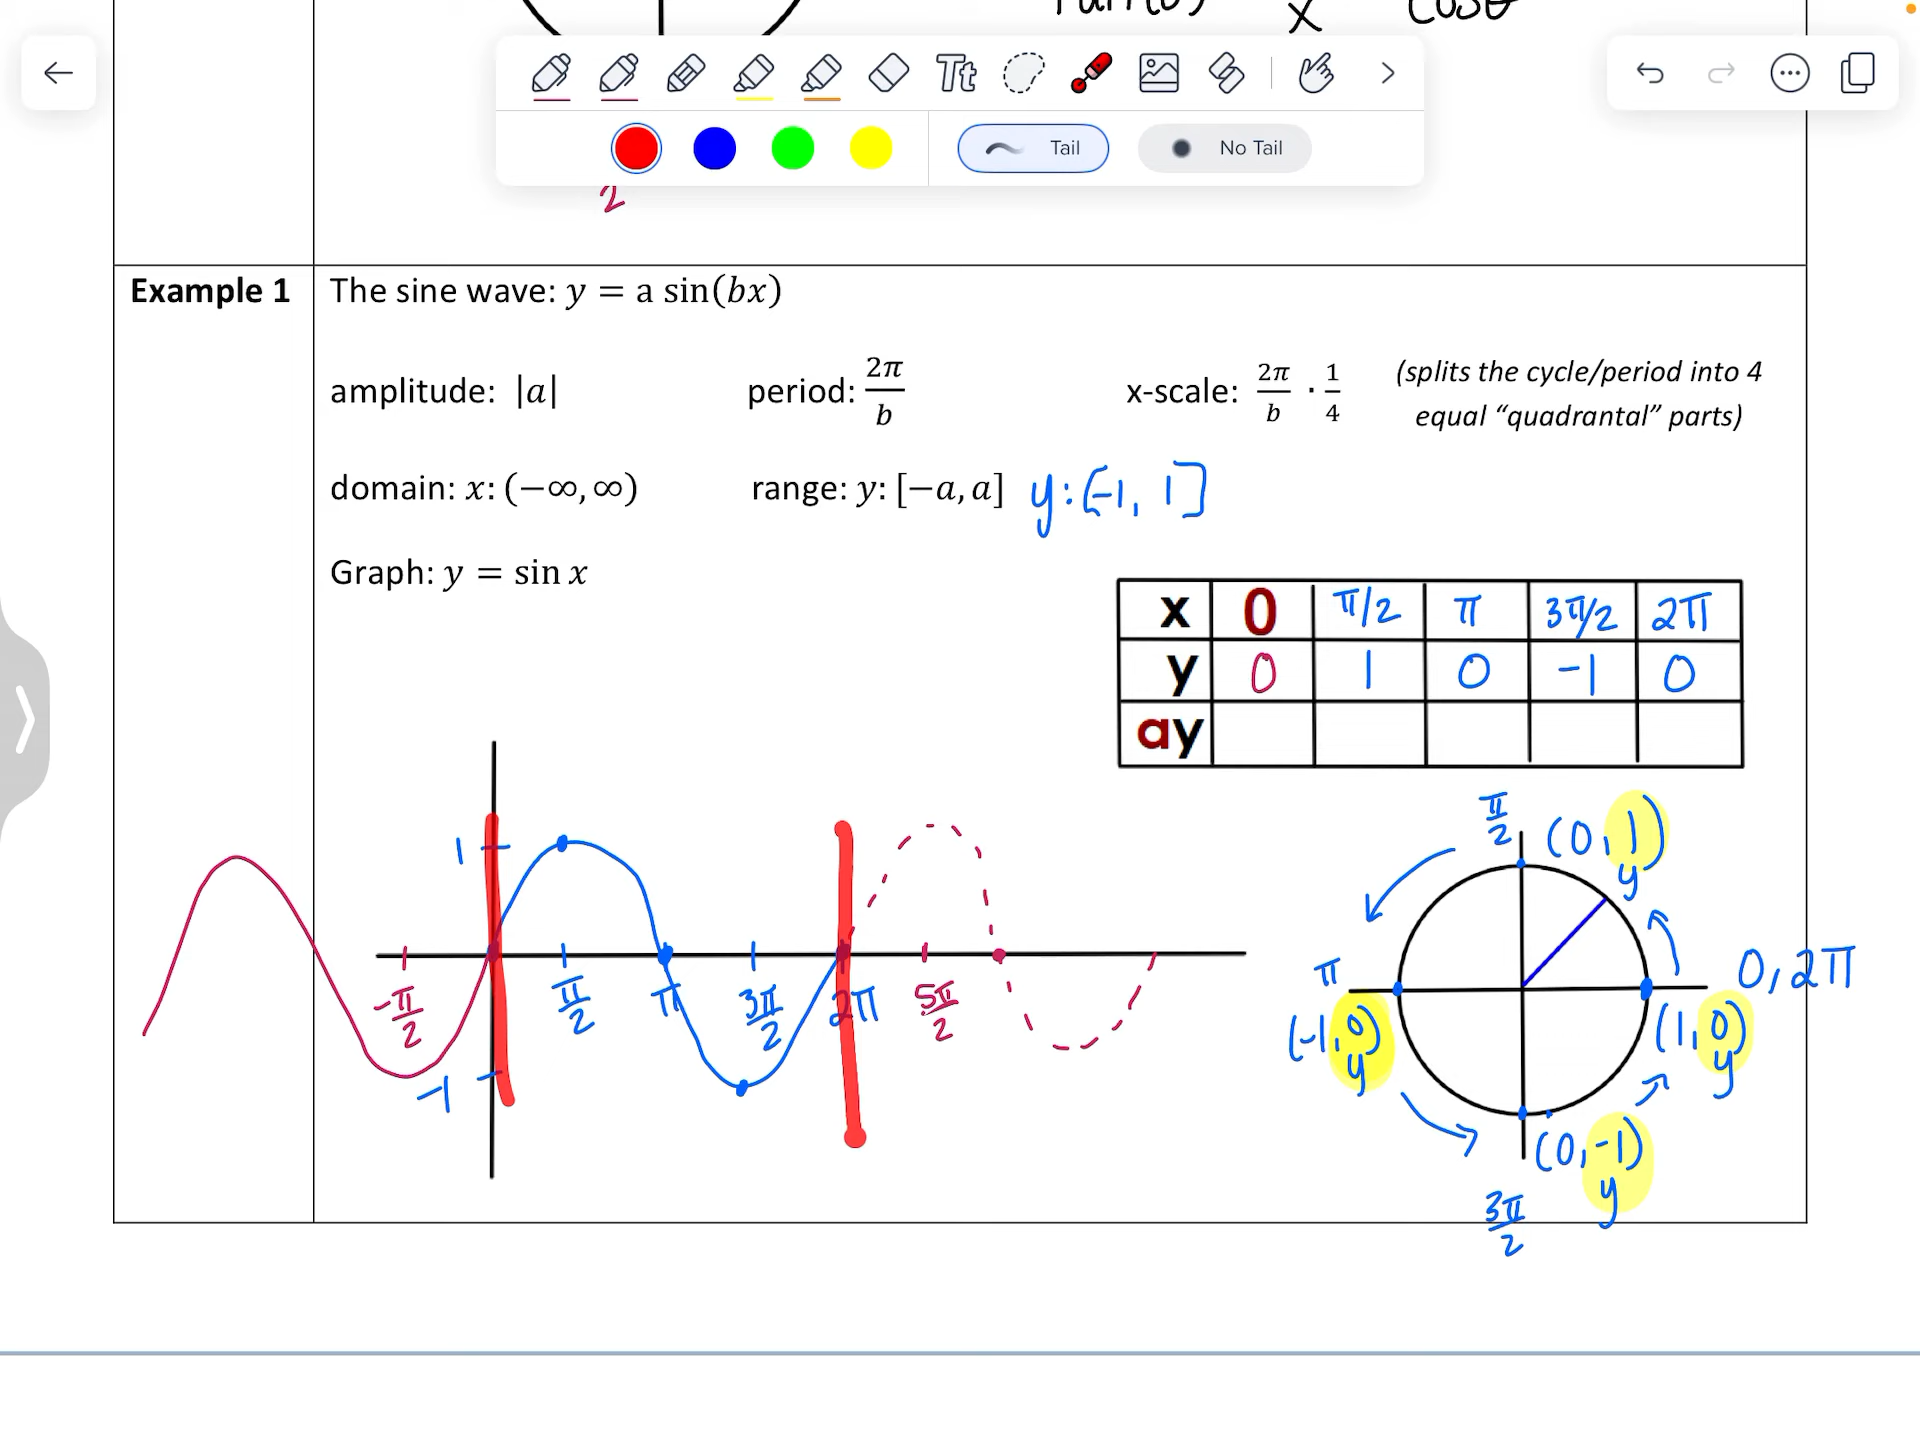 x cosθ
Tt
Tail No Tail
2
Example 1 The sine wave: y = a sin(bx)
amplitude: |a| period: 2π/b x-scale: 2π/b · 1/4 (splits the cycle/period into 4
equal “quadrantal” parts)
domain: x: (−∞, ∞) range: y: [−a, a] y: [-1, 1]
Graph: y = sin x
x 0 π/2 π 3π/2 2π
y 0 1 0 -1 0
ay
1
-π/2 π/2 π 3π/2 2π 5π/2
-1
π/2 (0, 1)
y
π 0, 2π
(-1, 0) (1, 0)
y y
(0, -1)
y
3π/2